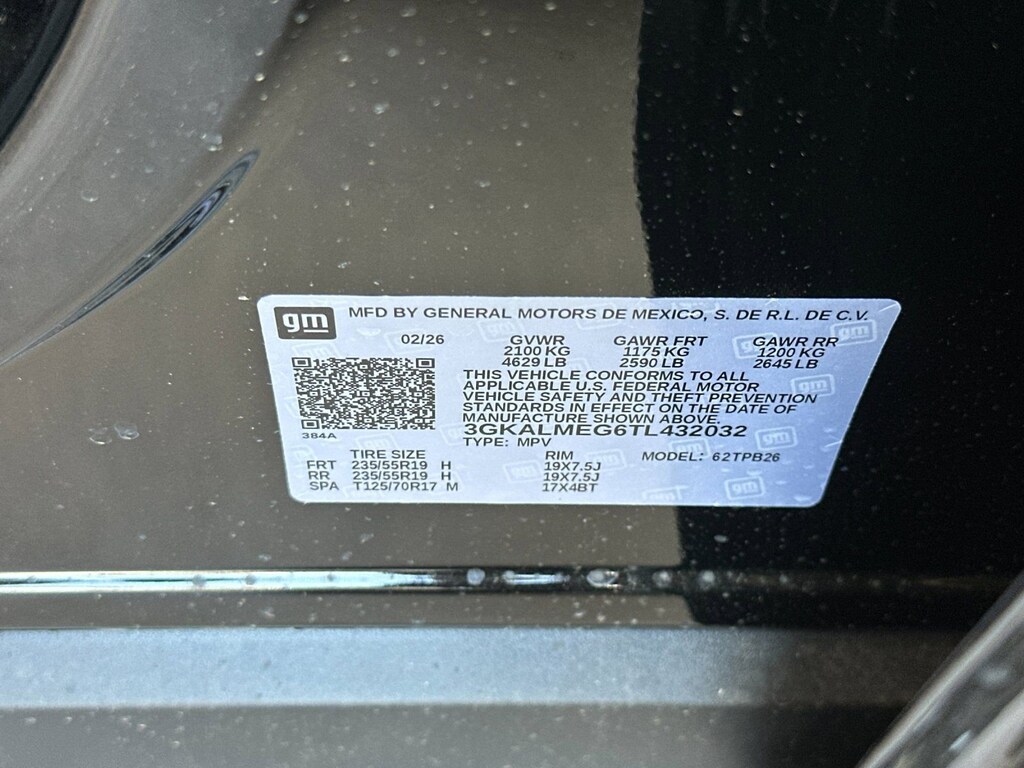 gm MFD BY GENERAL MOTORS DE MEXICO, S. DE R.L. DE C.V.
02/26 GVWR GAWR FRT GAWR RR
2100 KG 1175 KG 1200 KG
4629 LB 2590 LB 2645 LB
THIS VEHICLE CONFORMS TO ALL
APPLICABLE U.S. FEDERAL MOTOR
VEHICLE SAFETY AND THEFT PREVENTION
STANDARDS IN EFFECT ON THE DATE OF
MANUFACTURE SHOWN ABOVE.
384A 3GKALMEG6TL432032
TYPE: MPV
TIRE SIZE RIM MODEL: 62TPB26
FRT 235/55R19 H 19X7.5J
RR 235/55R19 H 19X7.5J
SPA T125/70R17 M 17X4BT